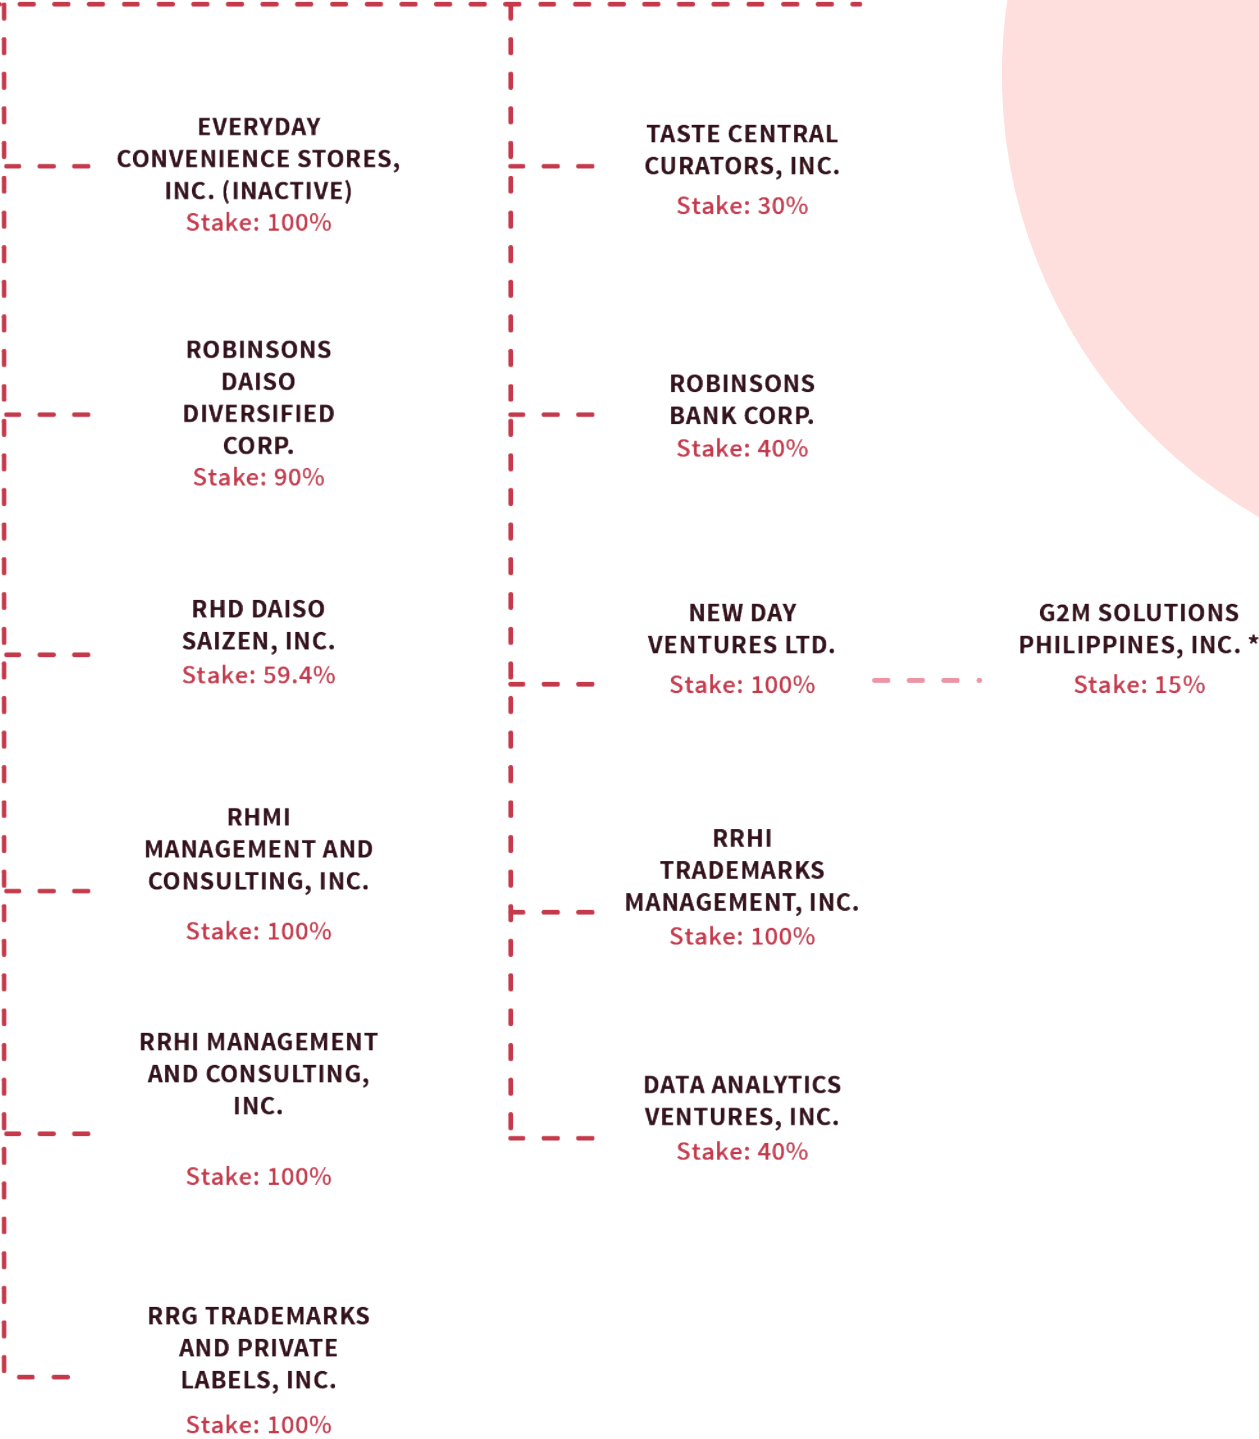 EVERYDAY
CONVENIENCE STORES,
INC. (INACTIVE)
Stake: 100%
ROBINSONS
DAISO
DIVERSIFIED
CORP.
Stake: 90%
RHD DAISO
SAIZEN, INC.
Stake: 59.4%
RHMI
MANAGEMENT AND
CONSULTING, INC.
Stake: 100%
RRHI MANAGEMENT
AND CONSULTING,
INC.
Stake: 100%
RRG TRADEMARKS
AND PRIVATE
LABELS, INC.
Stake: 100%
TASTE CENTRAL
CURATORS, INC.
Stake: 30%
ROBINSONS
BANK CORP.
Stake: 40%
NEW DAY
VENTURES LTD.
Stake: 100%
G2M SOLUTIONS
PHILIPPINES, INC. *
Stake: 15%
RRHI
TRADEMARKS
MANAGEMENT, INC.
Stake: 100%
DATA ANALYTICS
VENTURES, INC.
Stake: 40%